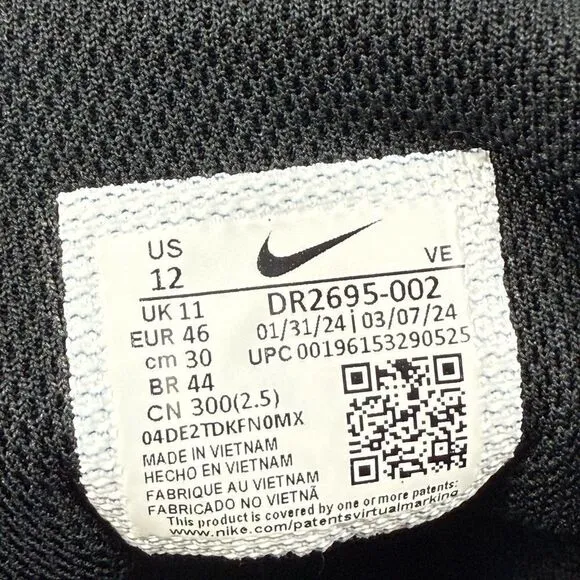 US
12
VE
UK 11
DR2695-002
EUR 46
01/31/24 | 03/07/24
cm 30
UPC 00196153290525
BR 44
CN 300(2.5)
04DE2TDKFN0MX
MADE IN VIETNAM
HECHO EN VIETNAM
FABRIQUE AU VIETNAM
FABRICADO NO VIETNÃ
This product is covered by one or more patents:
www.nike.com/patentsvirtualmarking